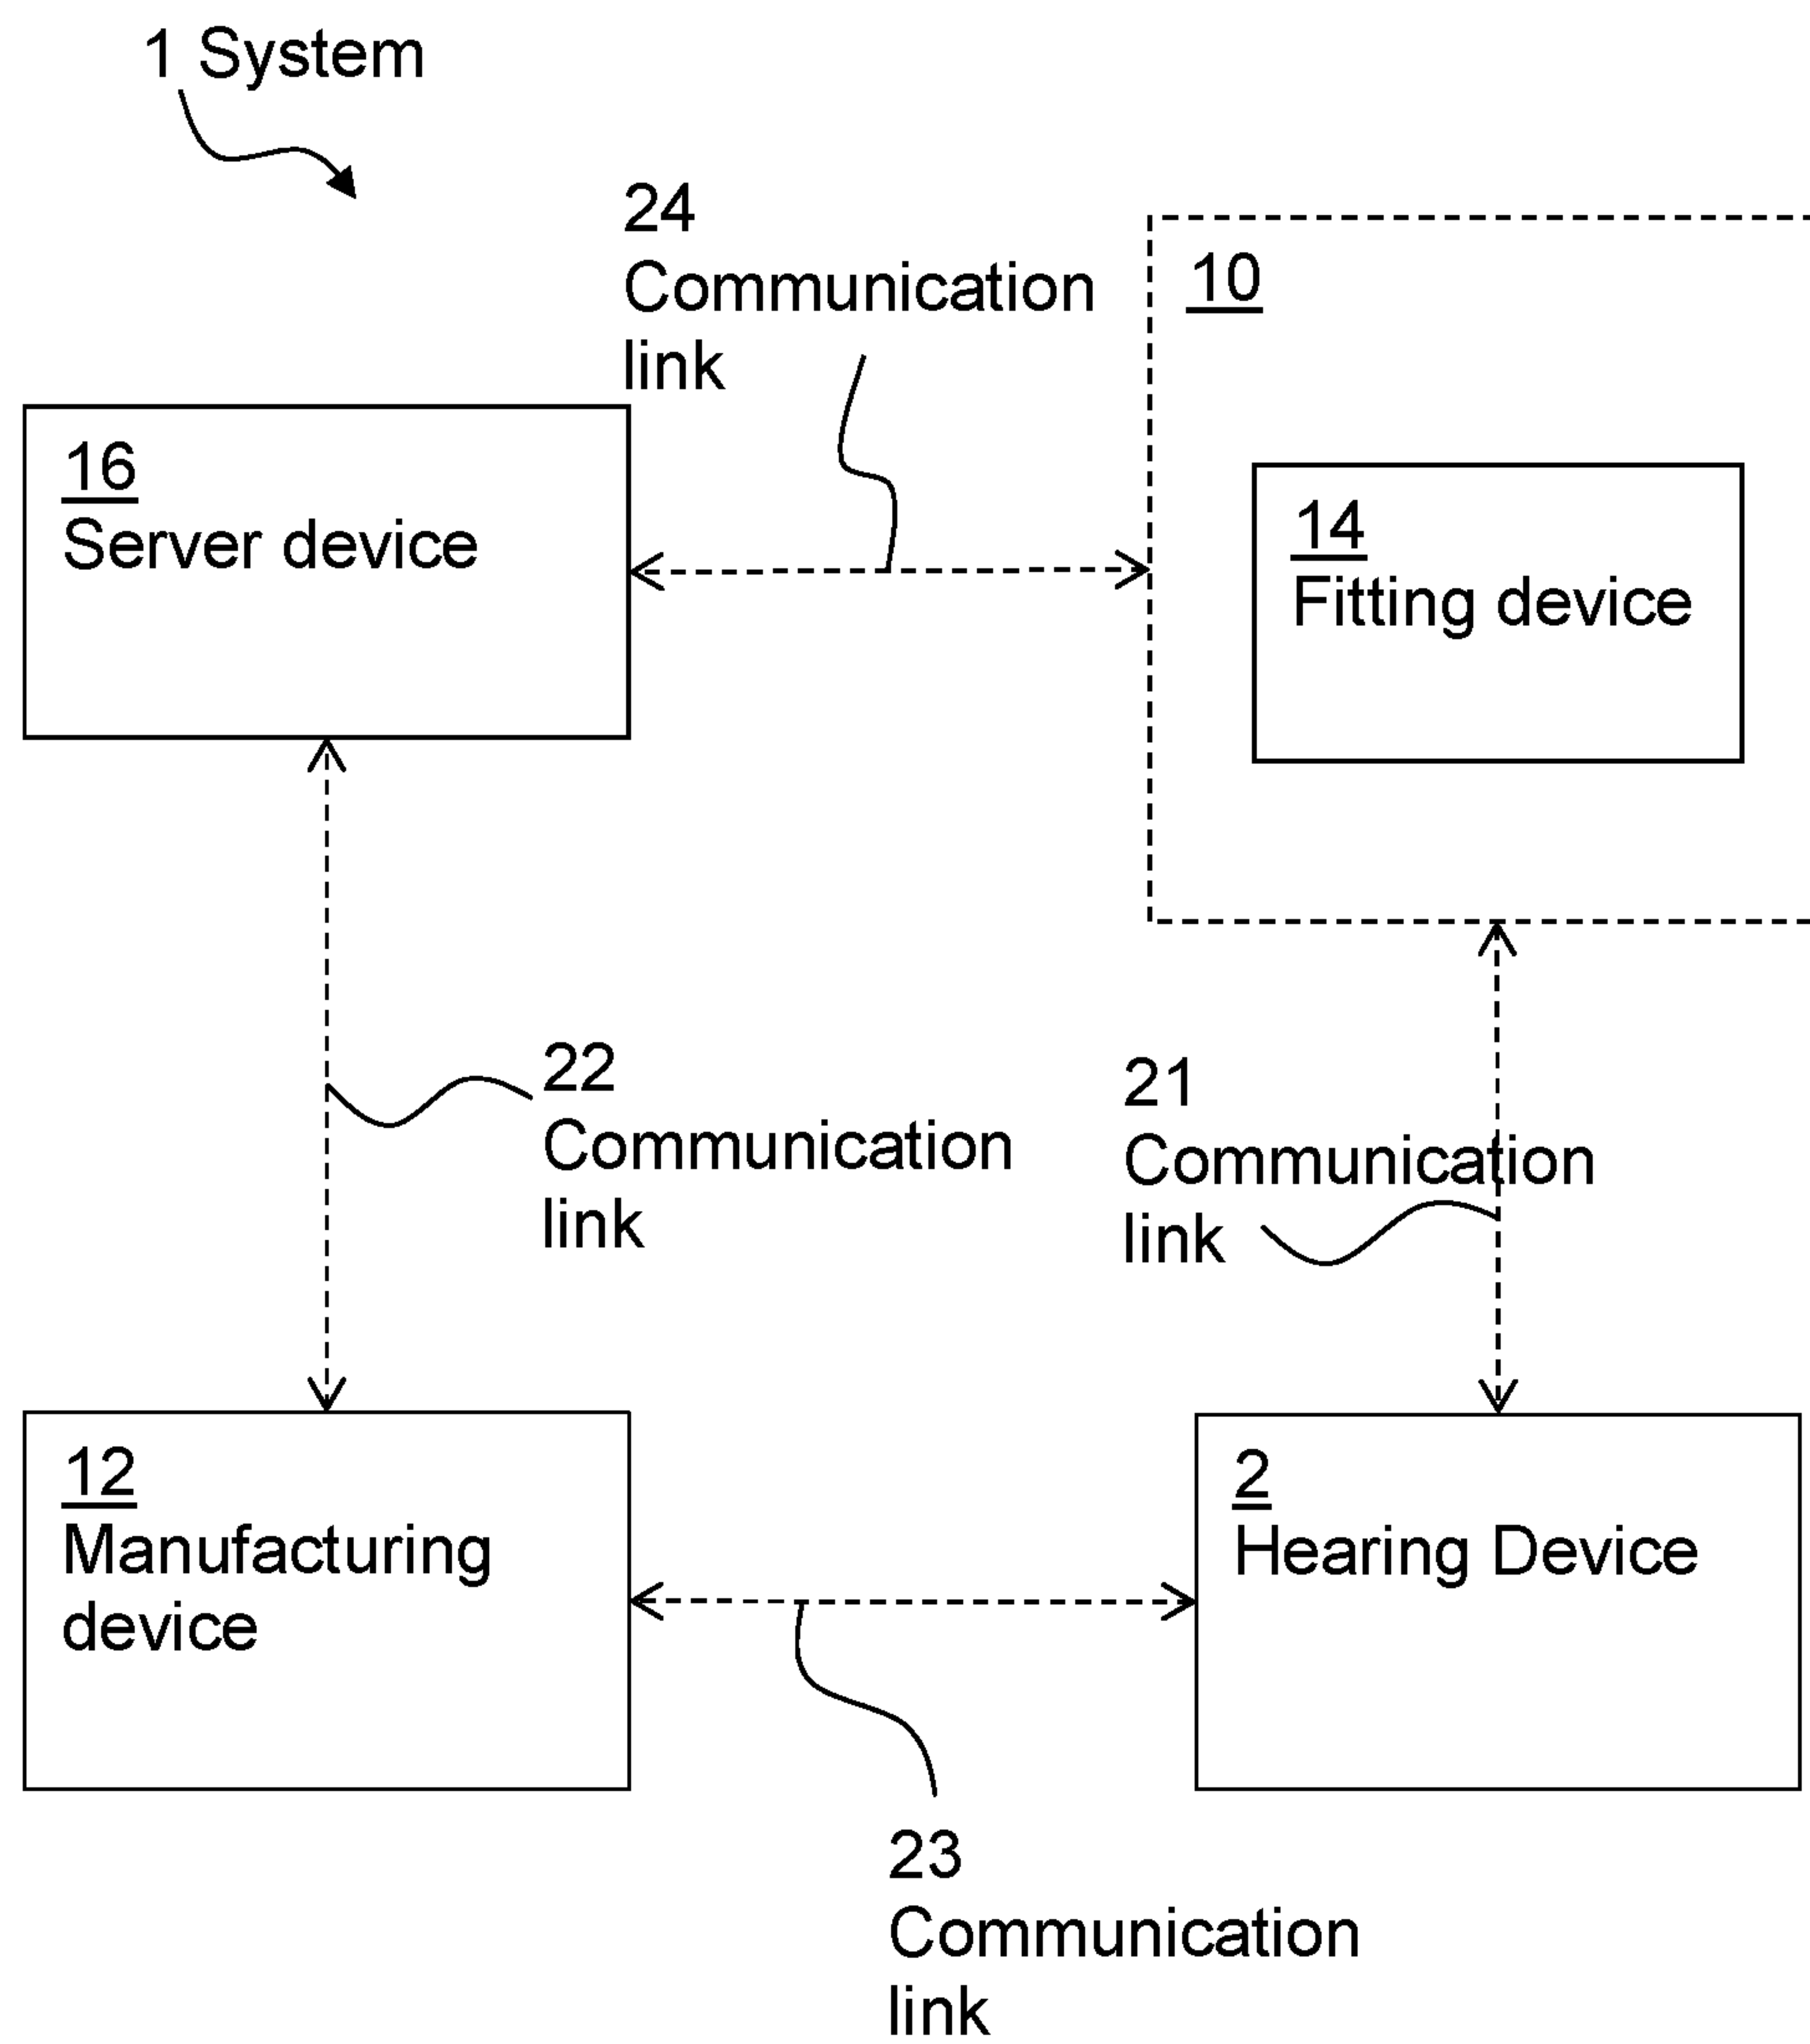 1 System
24
Communication
link
10
16
Server device
14
Fitting device
22
Communication
link
21
Communication
link
12
Manufacturing
device
2
Hearing Device
23
Communication
link